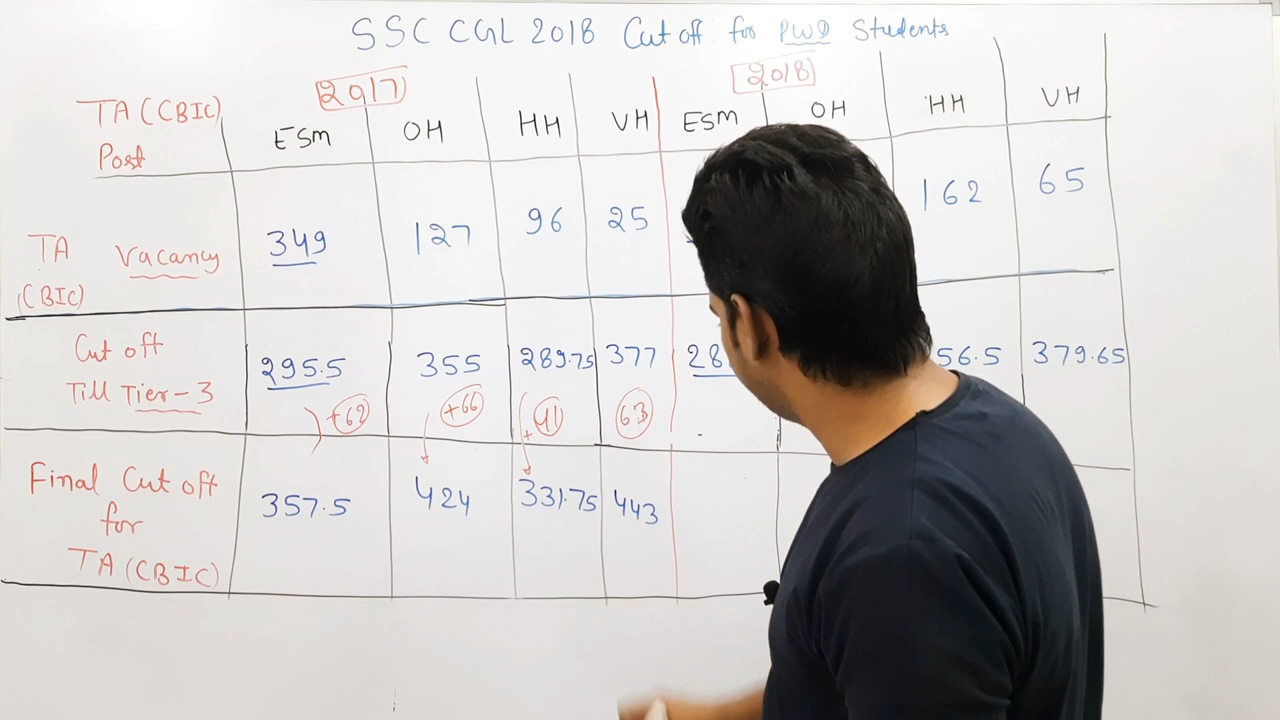 SSC CGL 2018 Cut off for PWD Students
2017 2018
TA (CBIC) Post ESM OH HH VH ESM OH HH VH
TA (CBIC) Vacancy 349 127 96 25 162 65
Cut off Till Tier-3 295.5 355 289.75 377 379.65
+62 +66 + 41 63
Final Cut off for TA (CBIC) 357.5 424 331.75 443